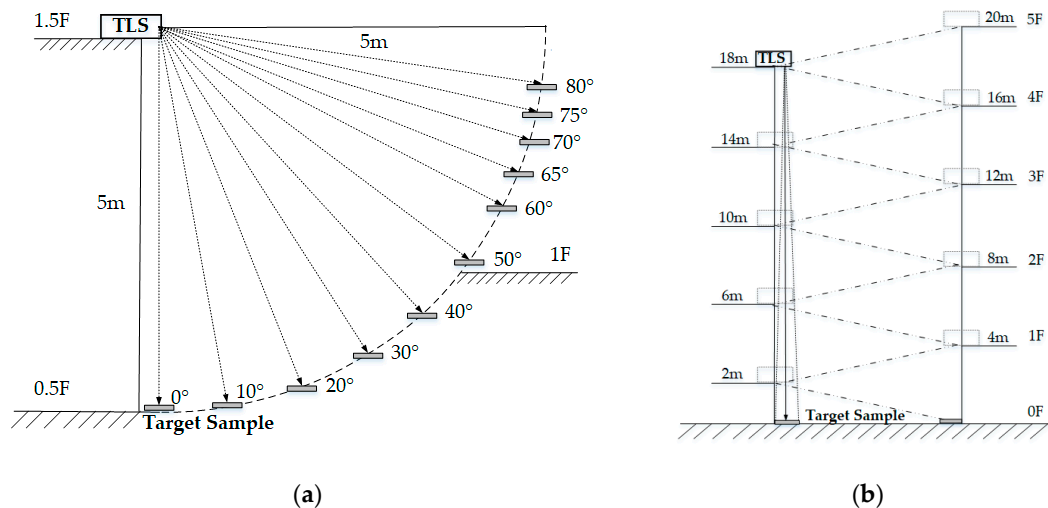 1.5F
TLS
5m
80°
75°
70°
65°
60°
5m
1F
50°
40°
30°
20°
10°
0°
0.5F
Target Sample
(a)
20m 5F
18m TLS
16m 4F
14m
12m 3F
10m
8m 2F
6m
4m 1F
2m
Target Sample
0F
(b)